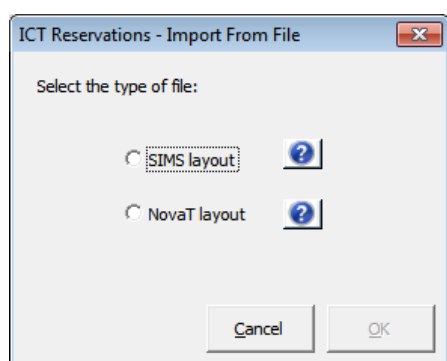 ICT Reservations - Import From File
Select the type of file:
SIMS layout
NovaT layout
Cancel OK